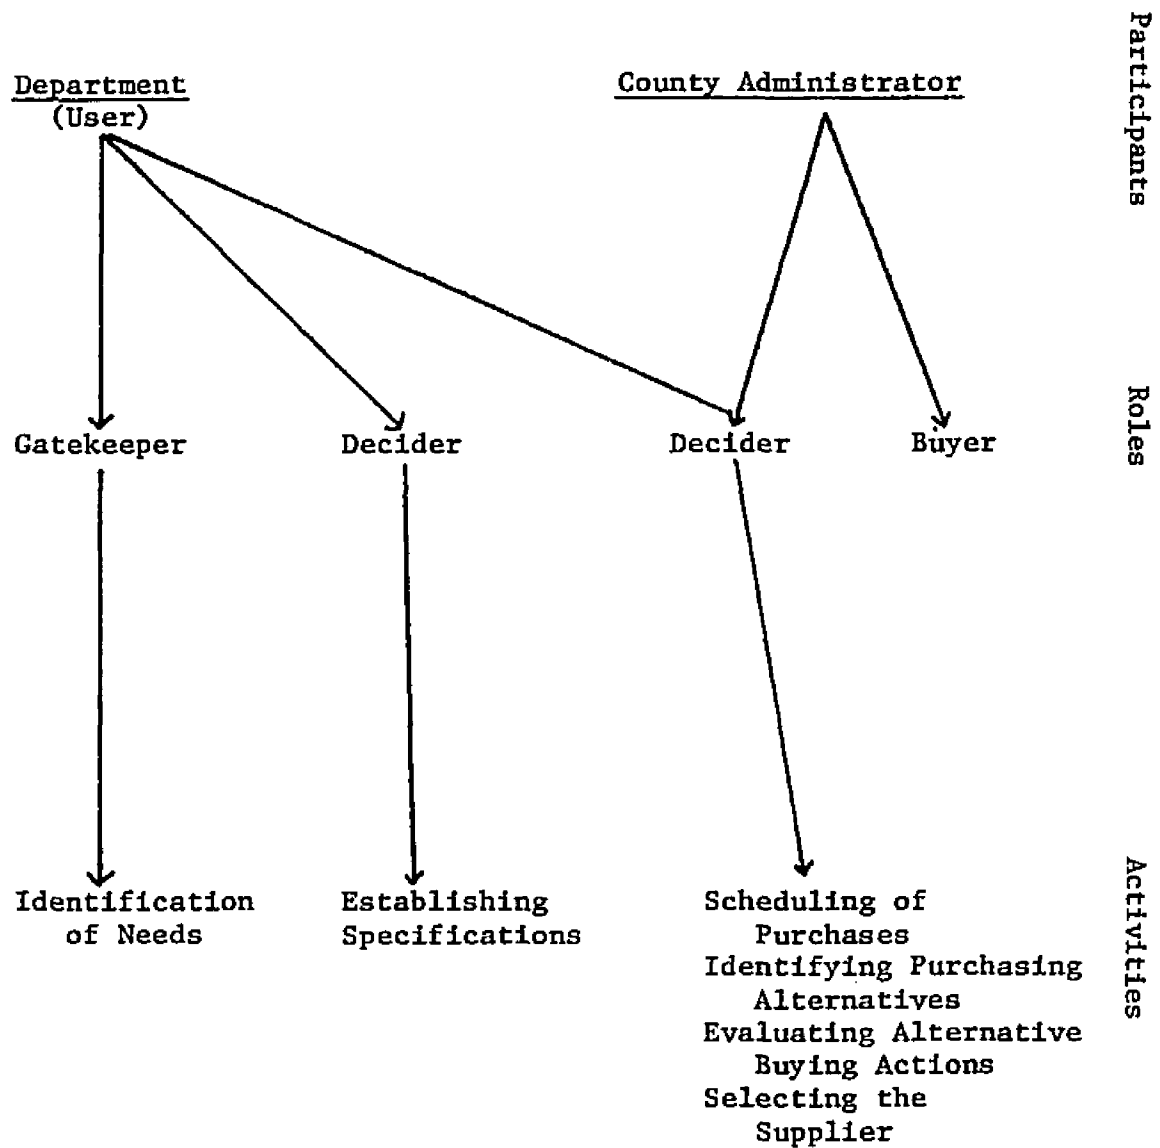 Participants
Department
(User)
County Administrator
Roles
Gatekeeper
Decider
Decider
Buyer
Activities
Identification
of Needs
Establishing
Specifications
Scheduling of
Purchases
Identifying Purchasing
Alternatives
Evaluating Alternative
Buying Actions
Selecting the
Supplier